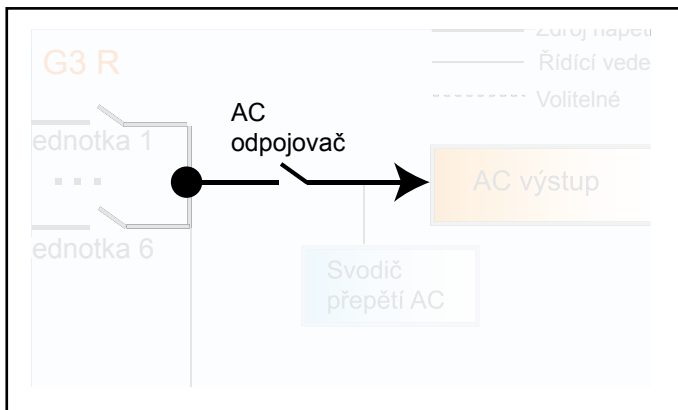 G3 R
Řídící vede
Volitelné
AC
odpojovač
ednotka 1
AC výstup
ednotka 6
Svodič
přepětí AC